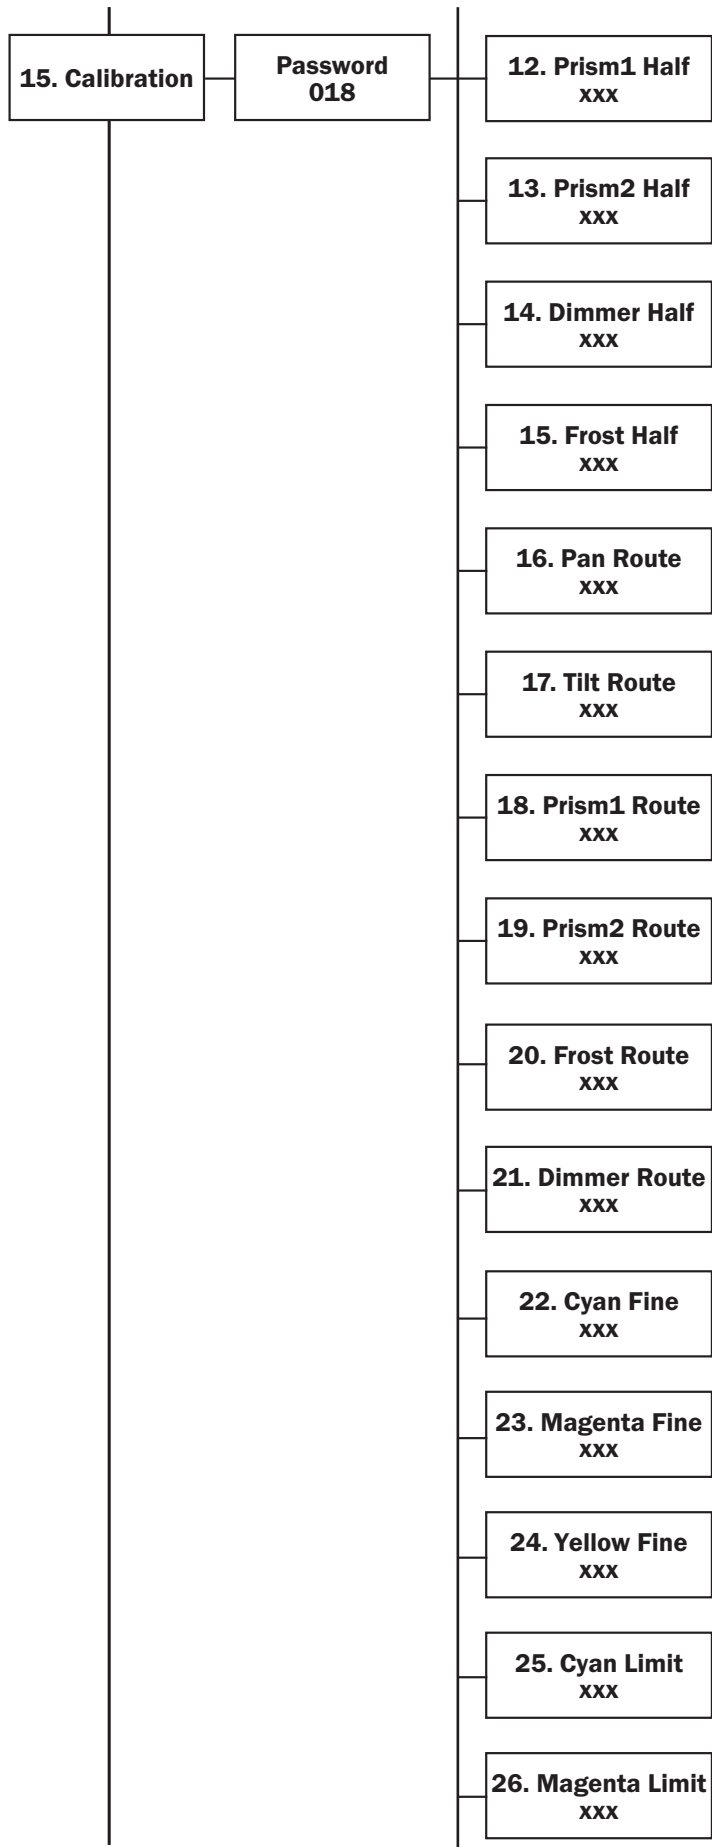 15. Calibration
Password
018
12. Prism1 Half
xxx
13. Prism2 Half
xxx
14. Dimmer Half
xxx
15. Frost Half
xxx
16. Pan Route
xxx
17. Tilt Route
xxx
18. Prism1 Route
xxx
19. Prism2 Route
xxx
20. Frost Route
xxx
21. Dimmer Route
xxx
22. Cyan Fine
xxx
23. Magenta Fine
xxx
24. Yellow Fine
xxx
25. Cyan Limit
xxx
26. Magenta Limit
xxx